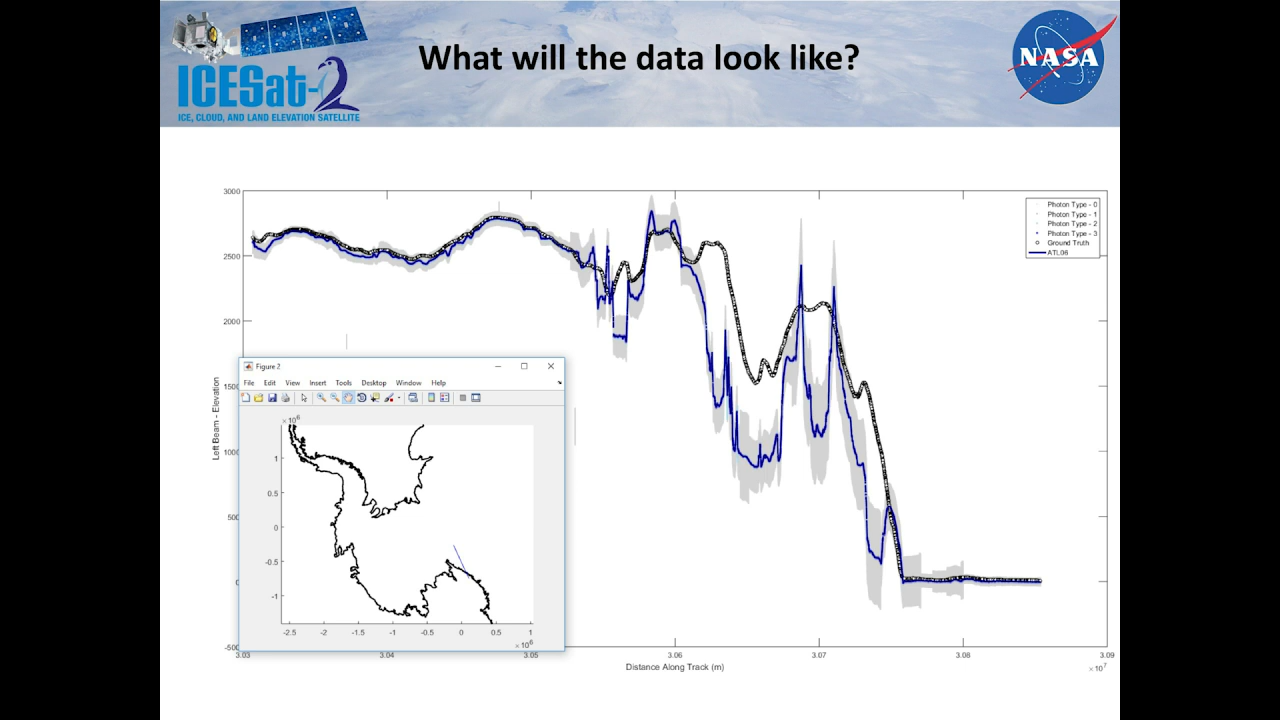 What will the data look like?
ICESat-2
ICE, CLOUD, AND LAND ELEVATION SATELLITE
NASA
3000
2500
2000
1500
1000
500
0
-500
Left Beam - Elevation
Photon Type - 0
Photon Type - 1
Photon Type - 2
Photon Type - 3
Ground Truth
ATL06
Figure 2
File Edit View Insert Tools Desktop Window Help
×10⁶
1
0.5
0
-0.5
-1
-2.5 -2 -1.5 -1 -0.5 0 0.5 1
×10⁶
3.03 3.04 3.05 3.06 3.07 3.08 3.09
Distance Along Track (m)
×10⁷